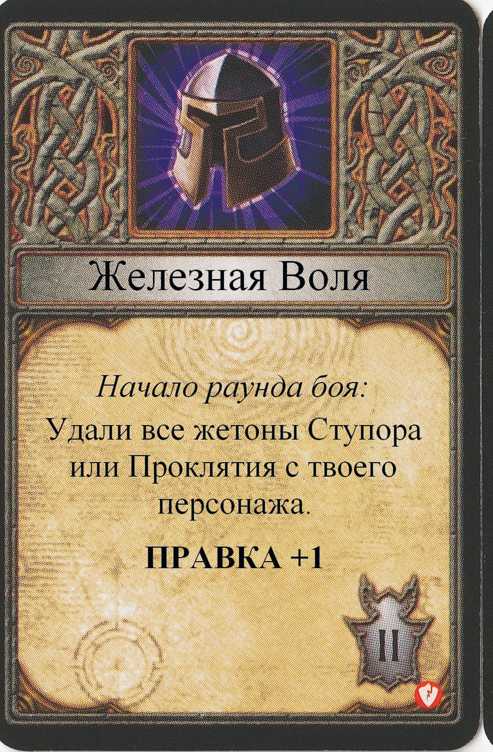 Железная Воля
Начало раунда боя:
Удали все жетоны Ступора
или Проклятия с твоего
персонажа.
ПРАВКА +1
II